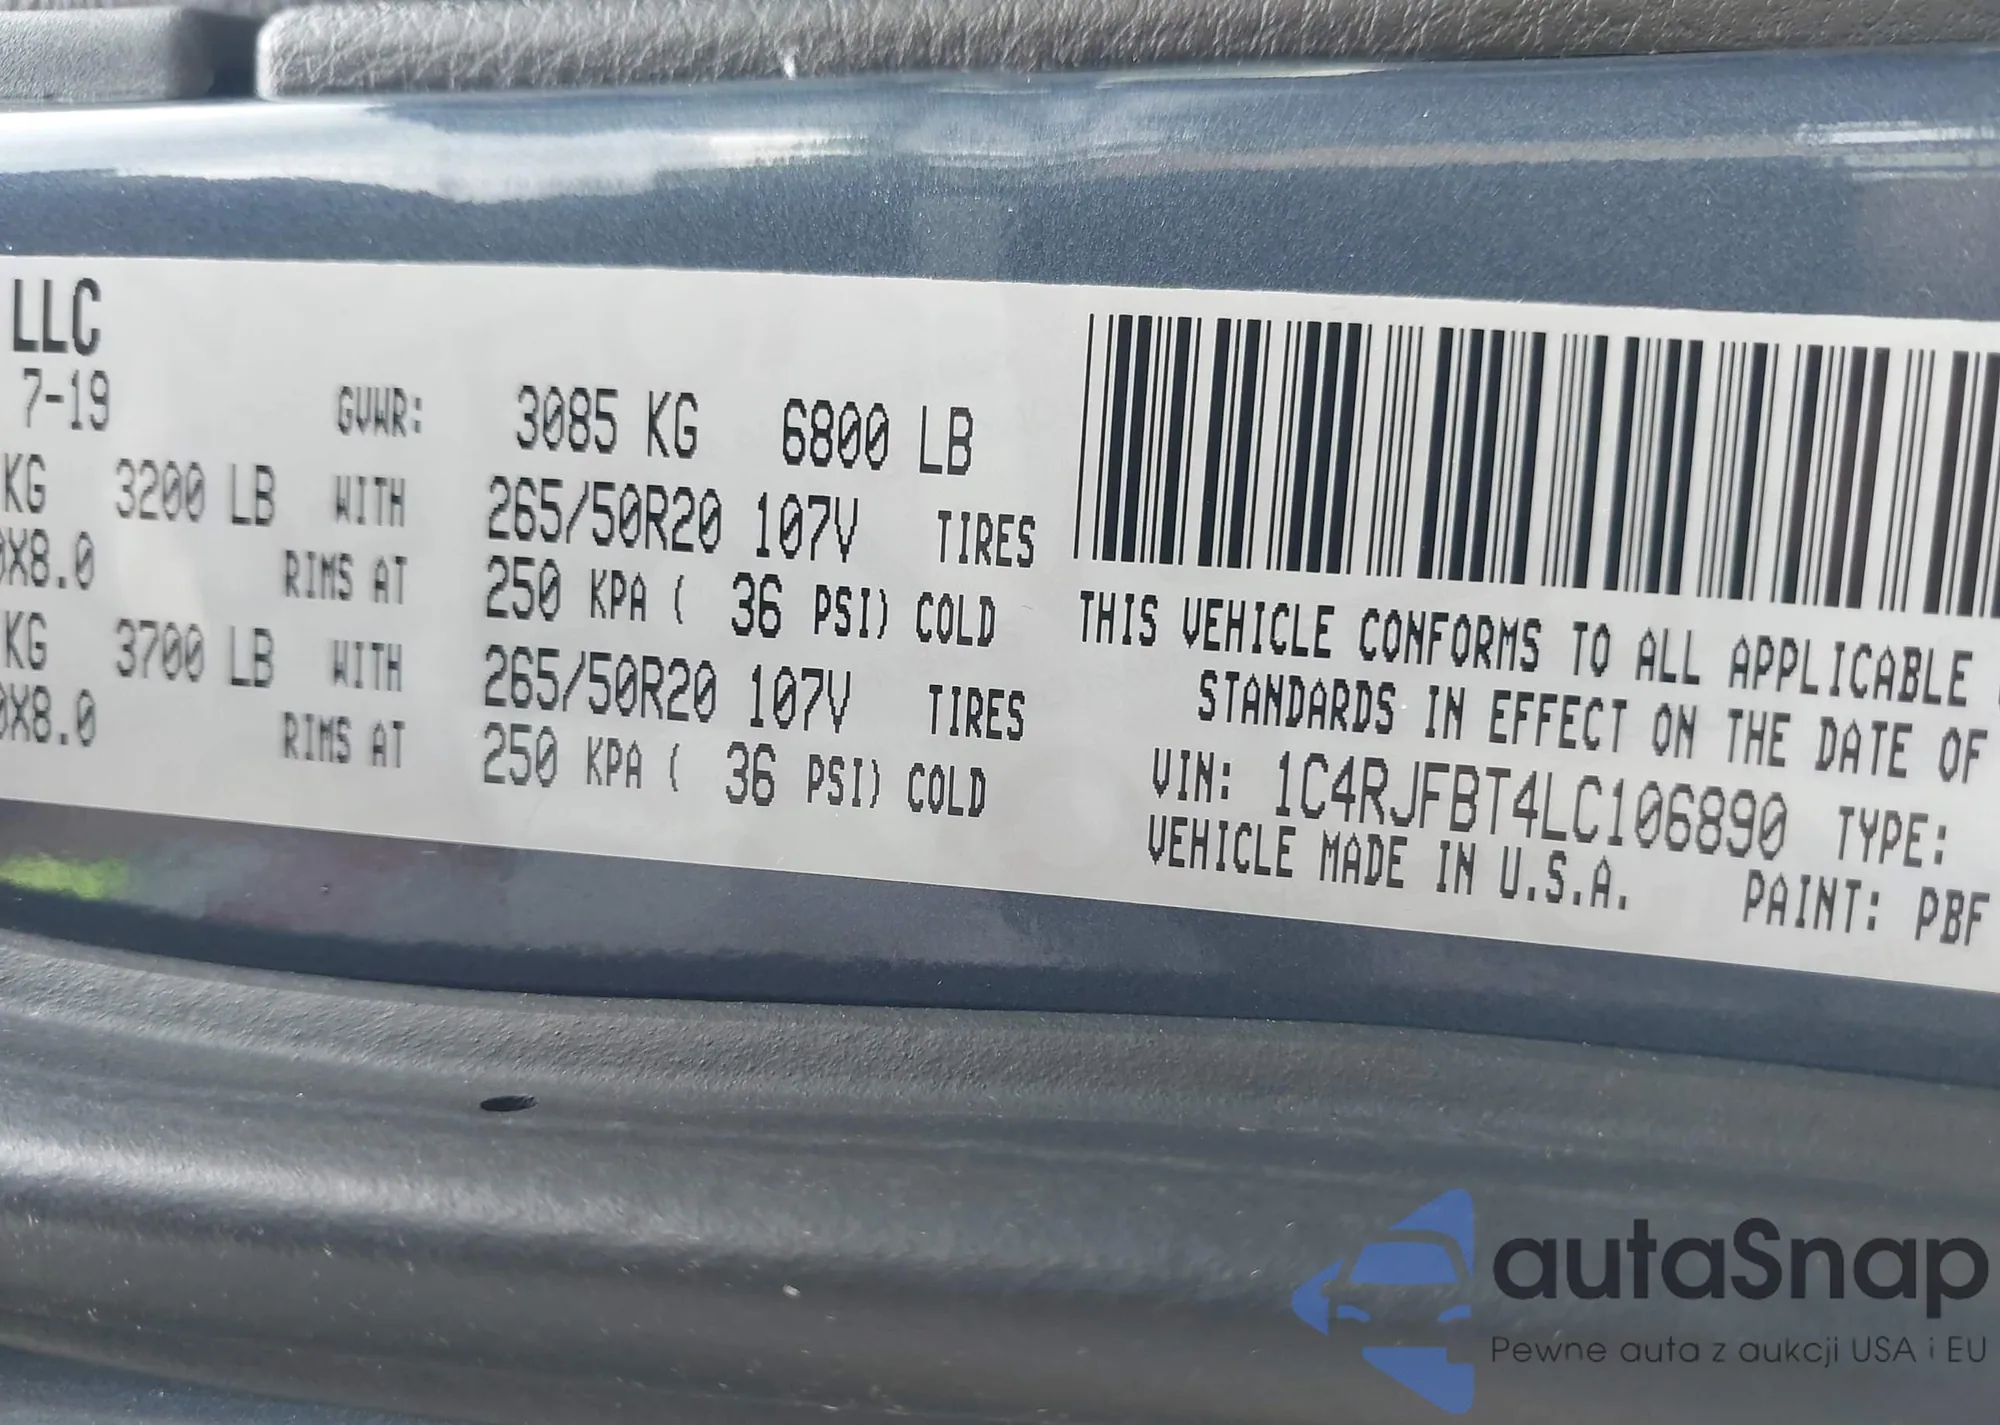 LLC
7-19 GVWR: 3085 KG 6800 LB
KG 3200 LB WITH 265/50R20 107V TIRES
X8.0 RIMS AT 250 KPA ( 36 PSI) COLD
KG 3700 LB WITH 265/50R20 107V TIRES
X8.0 RIMS AT 250 KPA ( 36 PSI) COLD
THIS VEHICLE CONFORMS TO ALL APPLICABLE
STANDARDS IN EFFECT ON THE DATE OF
VIN: 1C4RJFBT4LC106890 TYPE:
VEHICLE MADE IN U.S.A. PAINT: PBF
autaSnap
Pewne auta z aukcji USA i EU